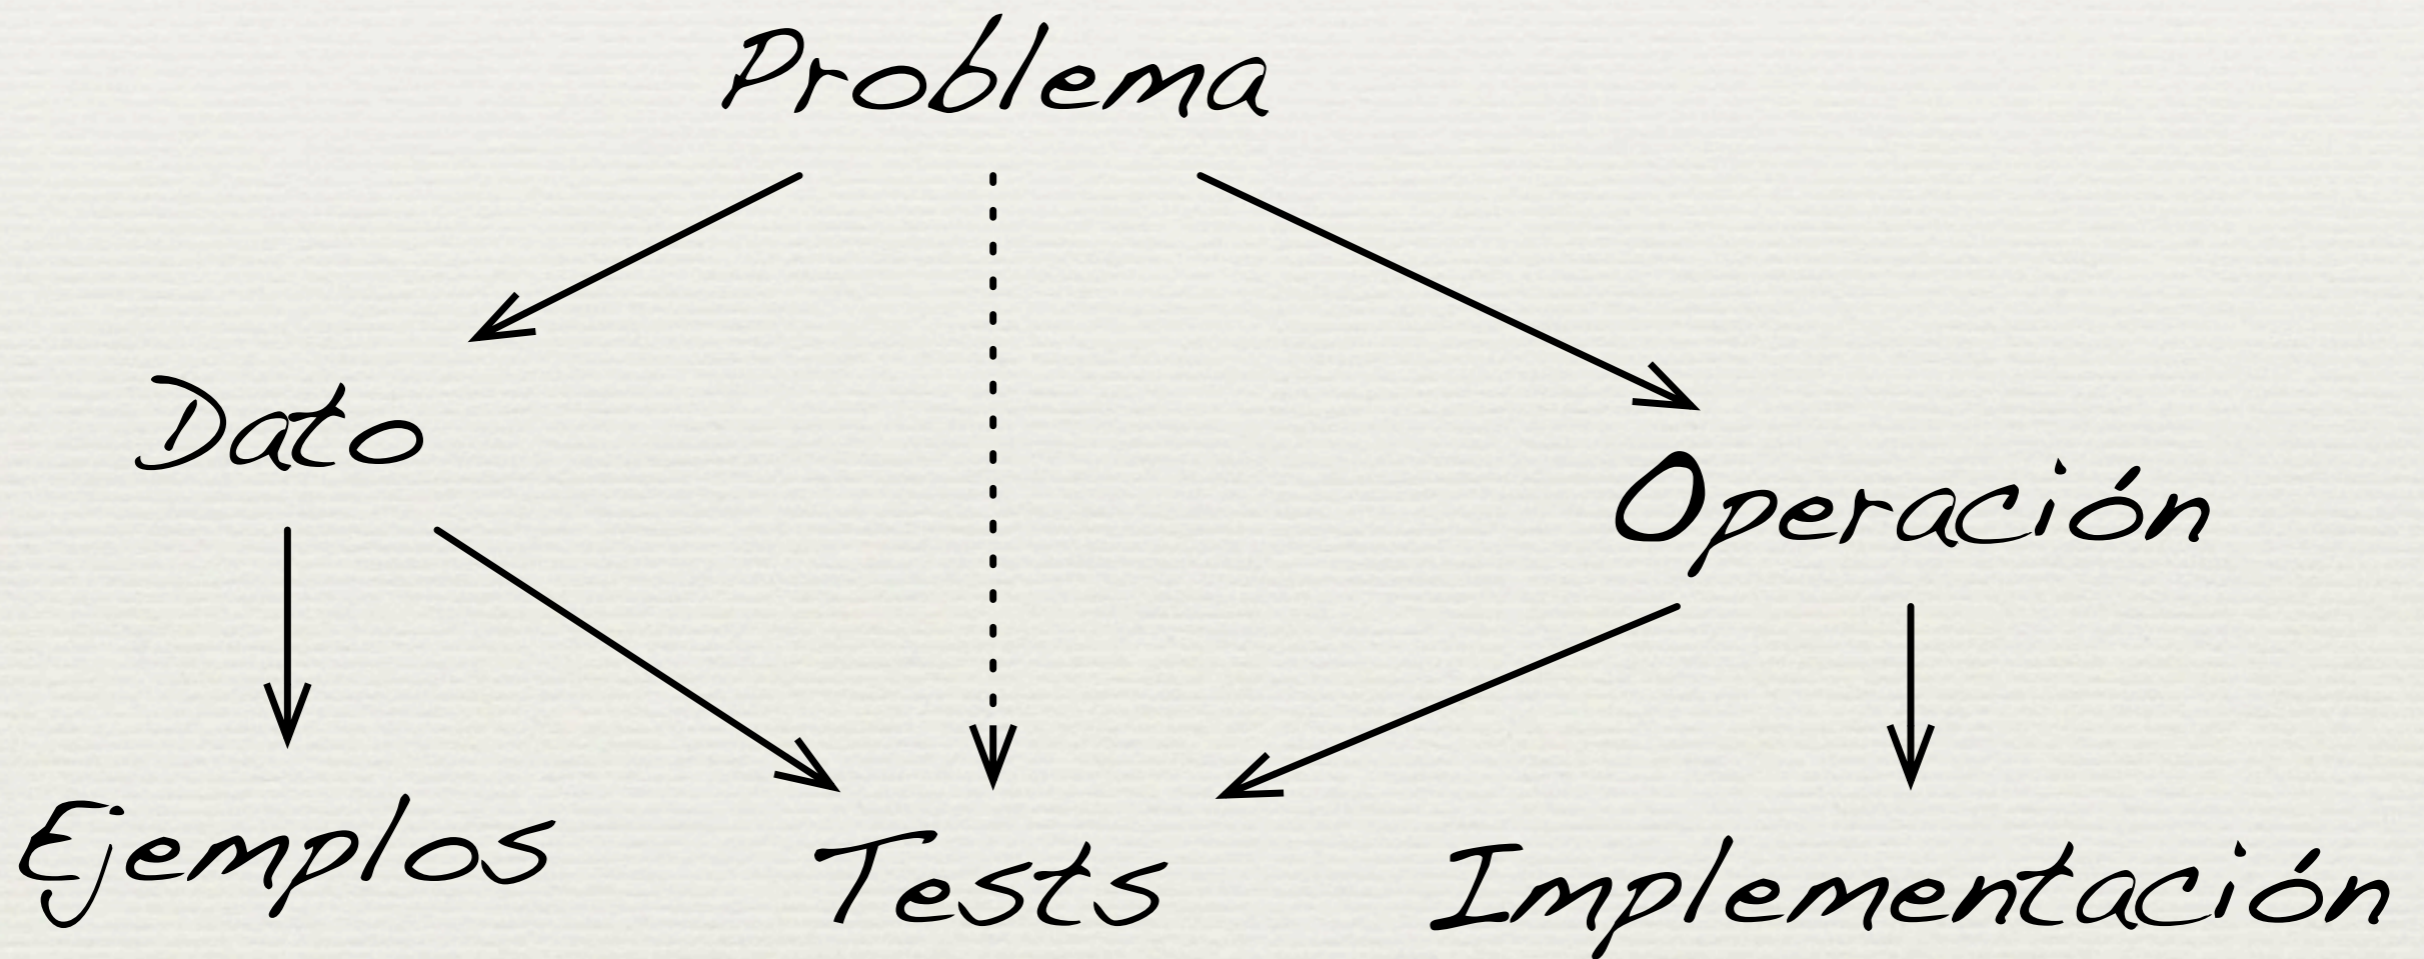 Problema
Dato
Operación
Ejemplos
Tests
Implementación